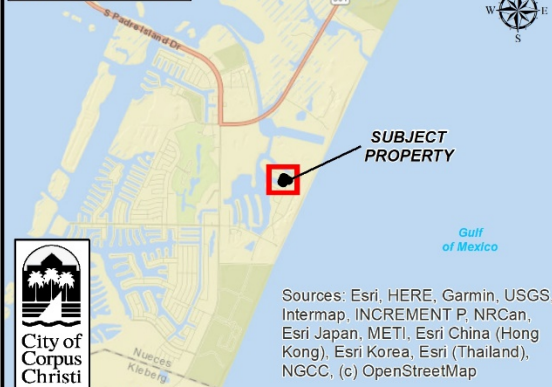 S Padre Island Dr
W
E
S
SUBJECT
PROPERTY
Gulf
of Mexico
Sources: Esri, HERE, Garmin, USGS
Intermap, INCREMENT P, NRCan,
Esri Japan, METI, Esri China (Hong
Kong), Esri Korea, Esri (Thailand),
NGCC, (c) OpenStreetMap
City of
Corpus
Christi
Nueces
Kleberg